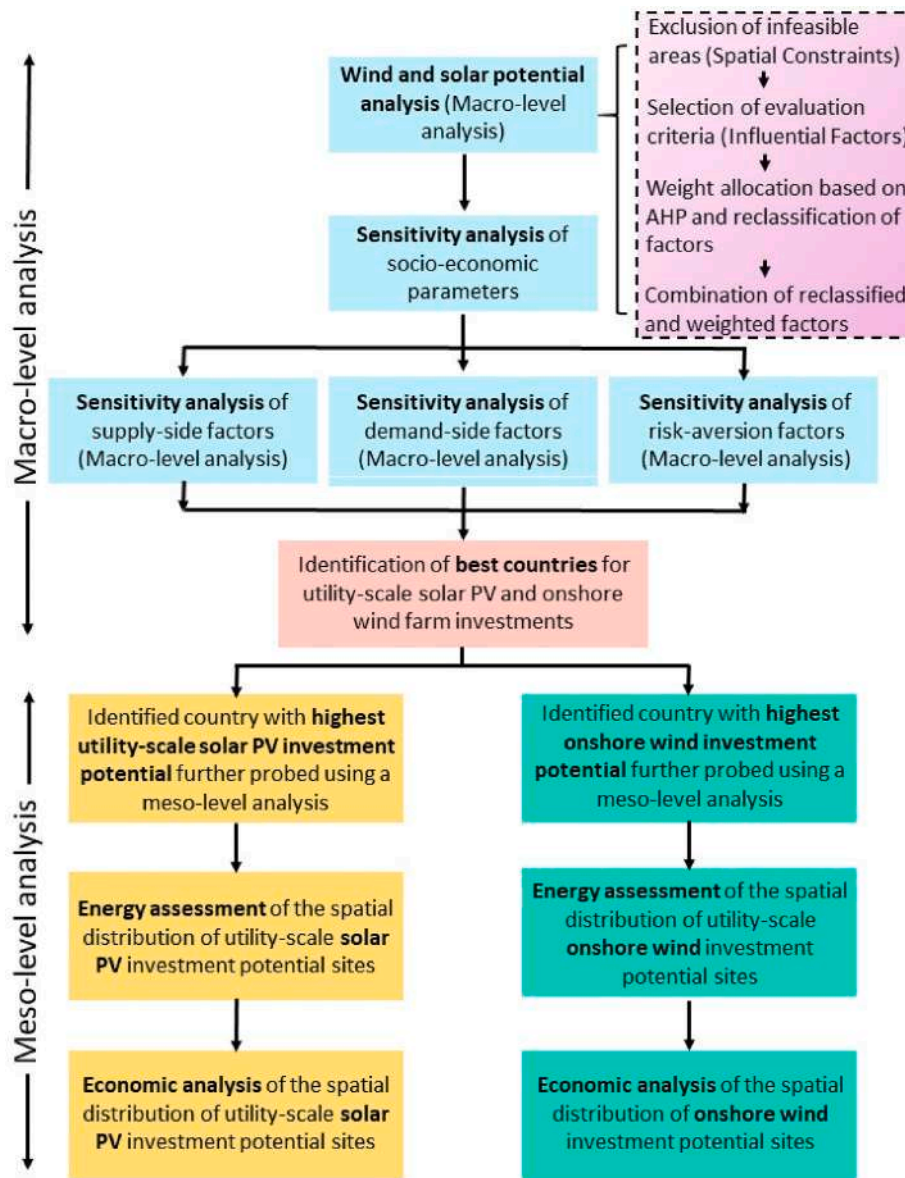 Macro-level analysis
Wind and solar potential
analysis (Macro-level
analysis)
Exclusion of infeasible
areas (Spatial Constraints)
Selection of evaluation
criteria (Influential Factors)
Weight allocation based on
AHP and reclassification of
factors
Combination of reclassified
and weighted factors
Sensitivity analysis of
socio-economic
parameters
Sensitivity analysis of
supply-side factors
(Macro-level analysis)
Sensitivity analysis of
demand-side factors
(Macro-level analysis)
Sensitivity analysis of
risk-aversion factors
(Macro-level analysis)
Identification of best countries for
utility-scale solar PV and onshore
wind farm investments
Meso-level analysis
Identified country with highest
utility-scale solar PV investment
potential further probed using a
meso-level analysis
Identified country with highest
onshore wind investment
potential further probed using a
meso-level analysis
Energy assessment of the spatial
distribution of utility-scale solar
PV investment potential sites
Energy assessment of the spatial
distribution of utility-scale
onshore wind investment
potential sites
Economic analysis of the spatial
distribution of utility-scale solar
PV investment potential sites
Economic analysis of the spatial
distribution of onshore wind
investment potential sites